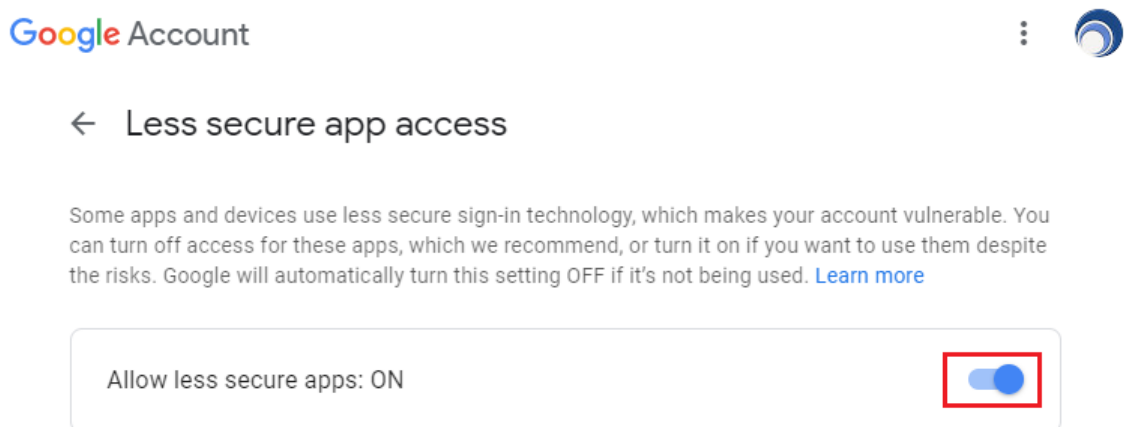 Google Account
Less secure app access
Some apps and devices use less secure sign-in technology, which makes your account vulnerable. You
can turn off access for these apps, which we recommend, or turn it on if you want to use them despite
the risks. Google will automatically turn this setting OFF if it's not being used. Learn more
Allow less secure apps: ON